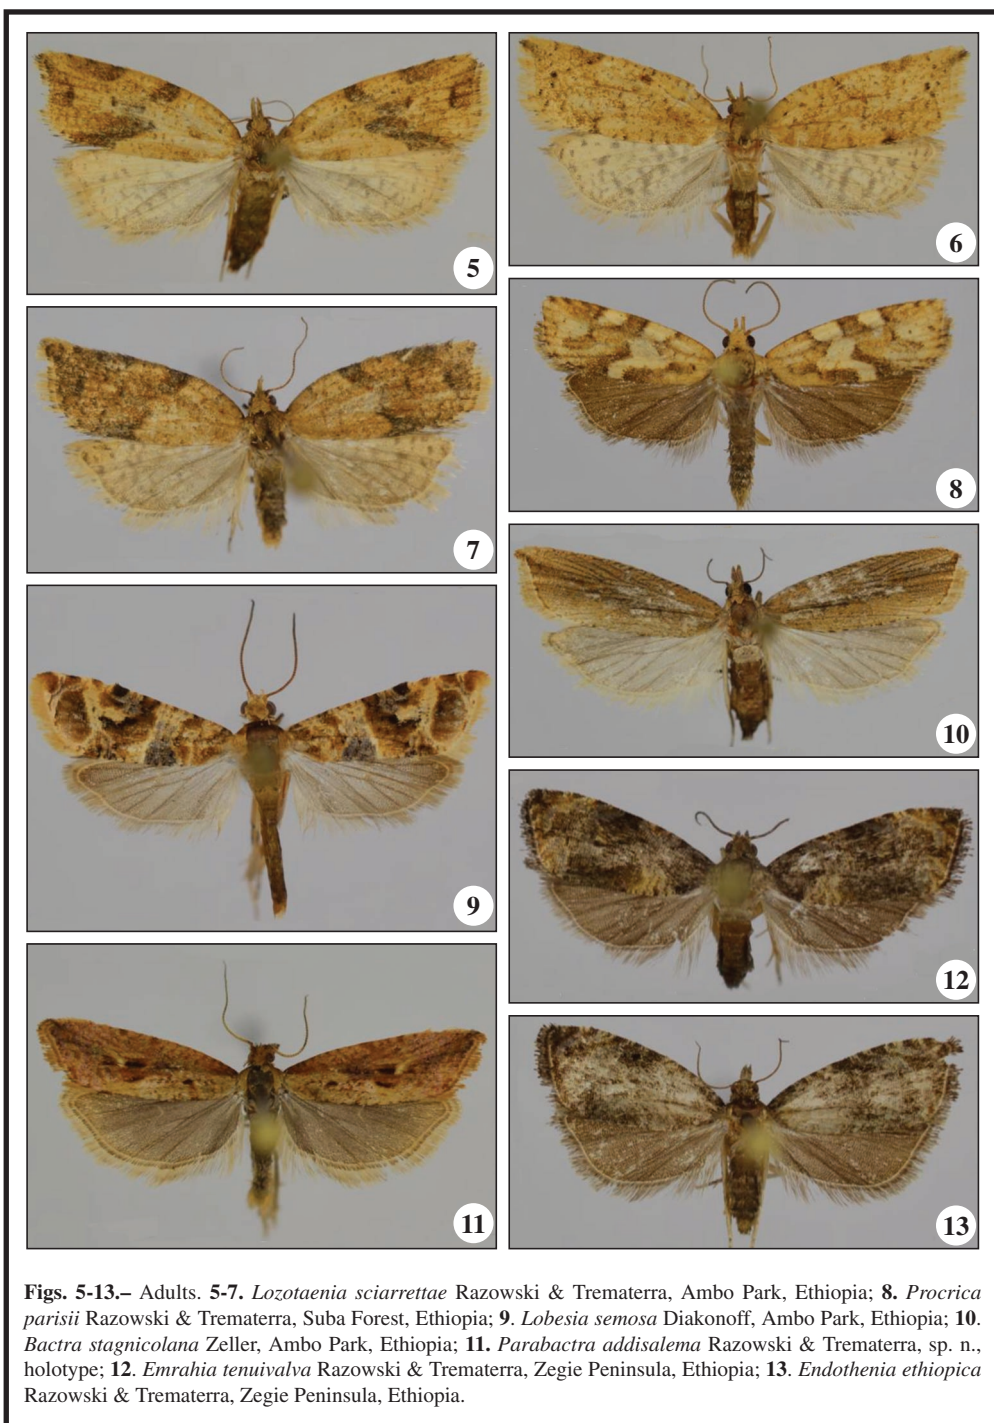 5
6
7
8
9
10
11
12
13
Figs. 5-13.– Adults. 5-7. Lozotaenia sciarrettae Razowski & Trematerra, Ambo Park, Ethiopia; 8. Procrica
parisii Razowski & Trematerra, Suba Forest, Ethiopia; 9. Lobesia semosa Diakonoff, Ambo Park, Ethiopia; 10.
Bactra stagnicolana Zeller, Ambo Park, Ethiopia; 11. Parabactra addisalema Razowski & Trematerra, sp. n.,
holotype; 12. Emrahia tenuivalva Razowski & Trematerra, Zegie Peninsula, Ethiopia; 13. Endothenia ethiopica
Razowski & Trematerra, Zegie Peninsula, Ethiopia.